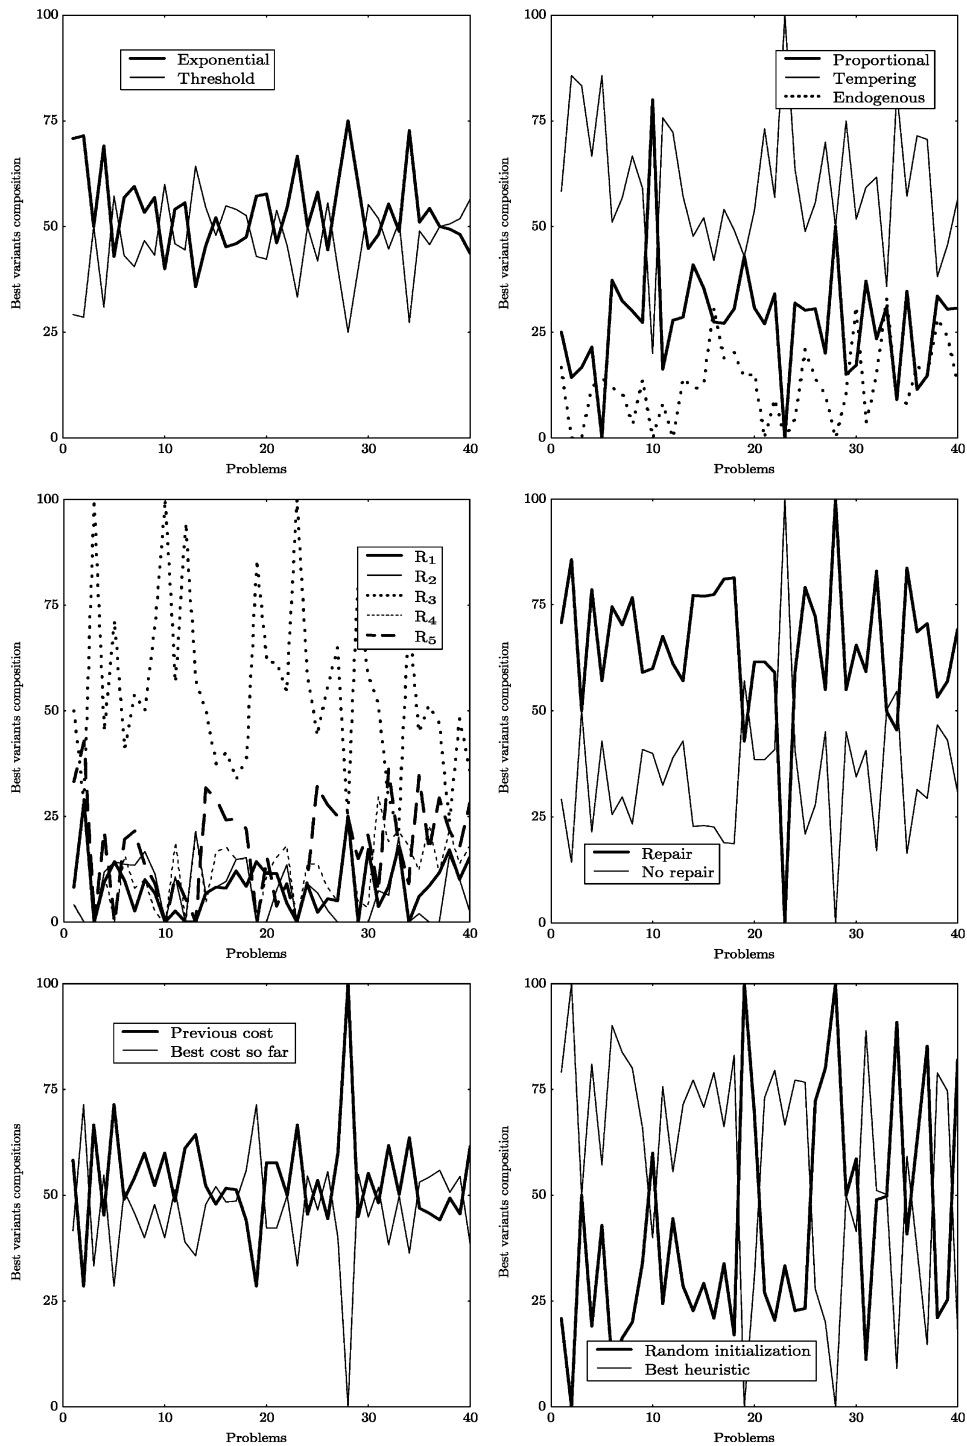 100
75
50
25
0
Best variants composition
Exponential
Threshold
0 10 20 30 40
Problems
100
75
50
25
0
Best variants composition
Proportional
Tempering
Endogenous
0 10 20 30 40
Problems
100
75
50
25
0
Best variants composition
R1
R2
R3
R4
R5
0 10 20 30 40
Problems
100
75
50
25
0
Best variants composition
Repair
No repair
0 10 20 30 40
Problems
100
75
50
25
0
Best variants compositions
Previous cost
Best cost so far
0 10 20 30 40
Problems
100
75
50
25
0
Best variants composition
Random initialization
Best heuristic
0 10 20 30 40
Problems